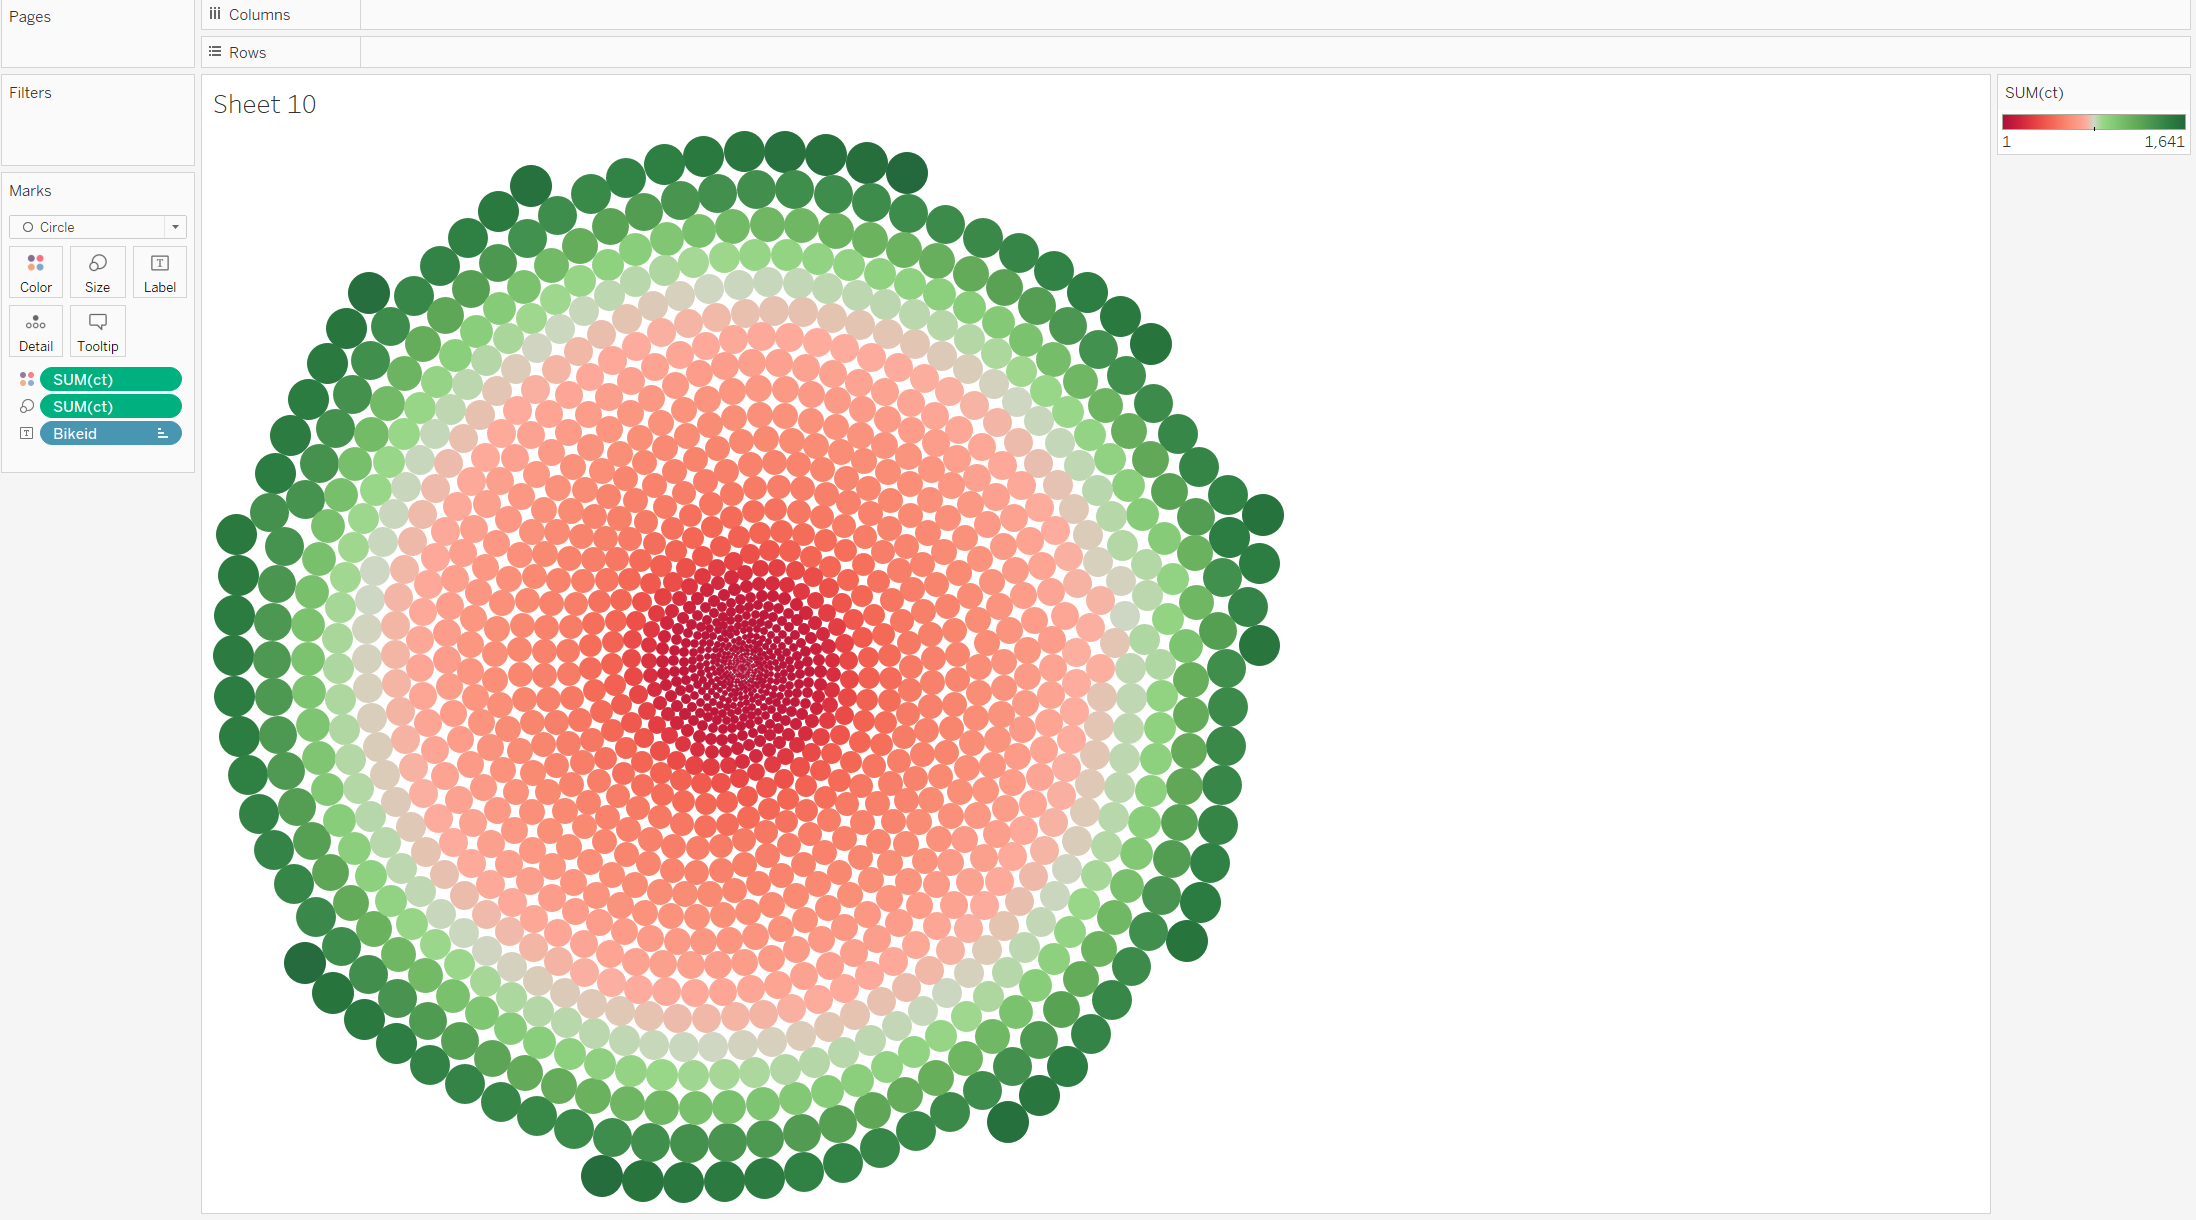 Pages
Columns
Rows
Filters
Sheet 10
SUM(ct)
1
1,641
Marks
Circle
Color
Size
T
Label
Detail
Tooltip
SUM(ct)
SUM(ct)
T
Bikeid